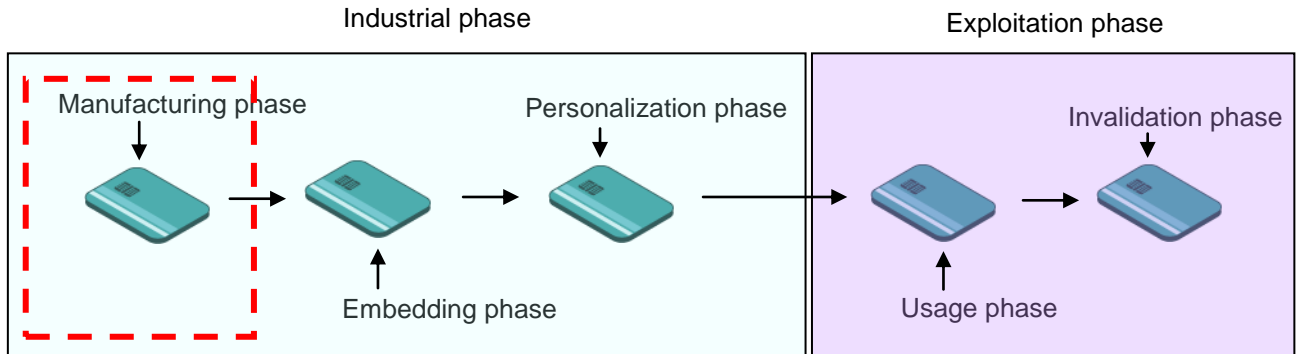 Industrial phase
Exploitation phase
Manufacturing phase
Personalization phase
Invalidation phase
Embedding phase
Usage phase